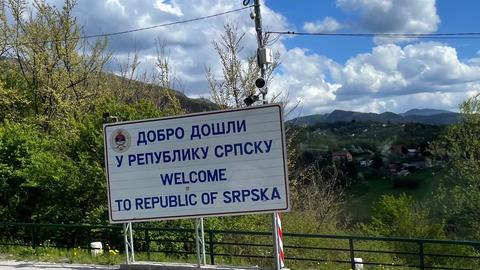 ДОБРО ДОШЛИ
У РЕПУБЛИКУ СРПСКУ
WELCOME
TO REPUBLIC OF SRPSKA